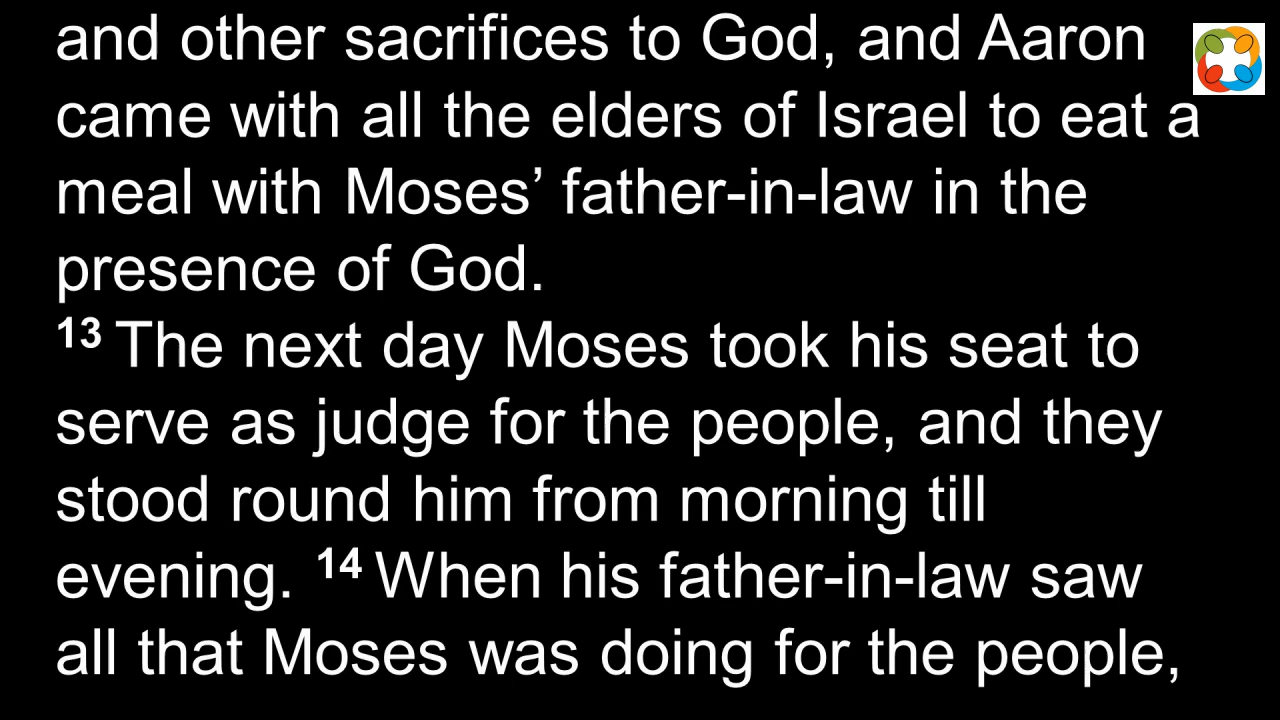 and other sacrifices to God, and Aaron
came with all the elders of Israel to eat a
meal with Moses’ father-in-law in the
presence of God.
13 The next day Moses took his seat to
serve as judge for the people, and they
stood round him from morning till
evening. 14 When his father-in-law saw
all that Moses was doing for the people,